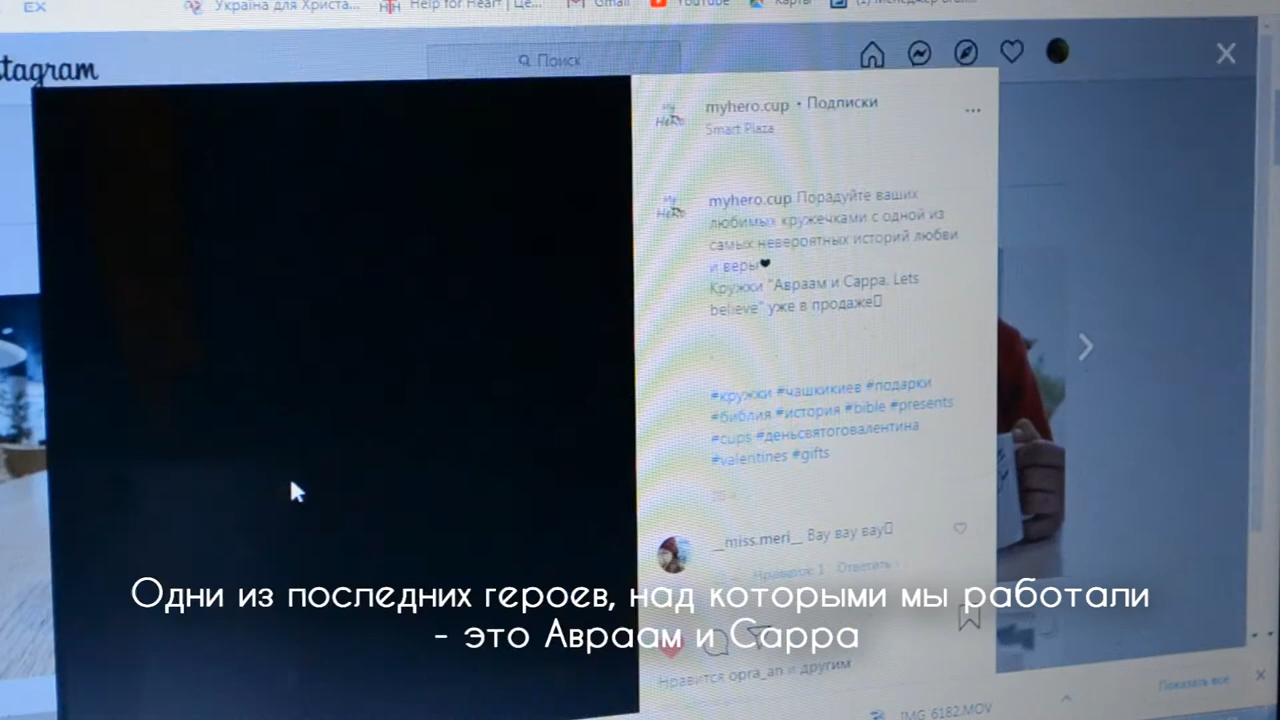 Україна для Христа...
Help for Heart | Це...
Gmail
YouTube
Карты
stagram
Поиск
myhero.cup • Подписки
Smart Plaza
myhero.cup Порадуйте ваших
любимых кружечками с одной из
самых невероятных историй любви
и веры
Кружки "Авраам и Сарра. Lets
believe" уже в продаже
#кружки #чашкикиев #подарки
#библия #история #bible #presents
#cups #деньсвятоговалентина
#valentines #gifts
__miss.meri__ Вау вау вау
Нравится: 1 Ответить
Одни из последних героев, над которыми мы работали
- это Авраам и Сарра
Нравится opra_an и другим
Показать все
IMG_6182.MOV